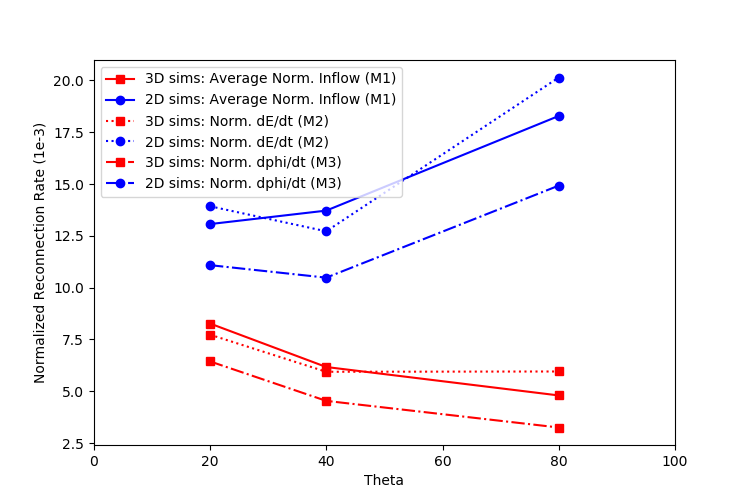 3D sims: Average Norm. Inflow (M1)
2D sims: Average Norm. Inflow (M1)
3D sims: Norm. dE/dt (M2)
2D sims: Norm. dE/dt (M2)
3D sims: Norm. dphi/dt (M3)
2D sims: Norm. dphi/dt (M3)
Normalized Reconnection Rate (1e-3)
20.0
17.5
15.0
12.5
10.0
7.5
5.0
2.5
0 20 40 60 80 100
Theta